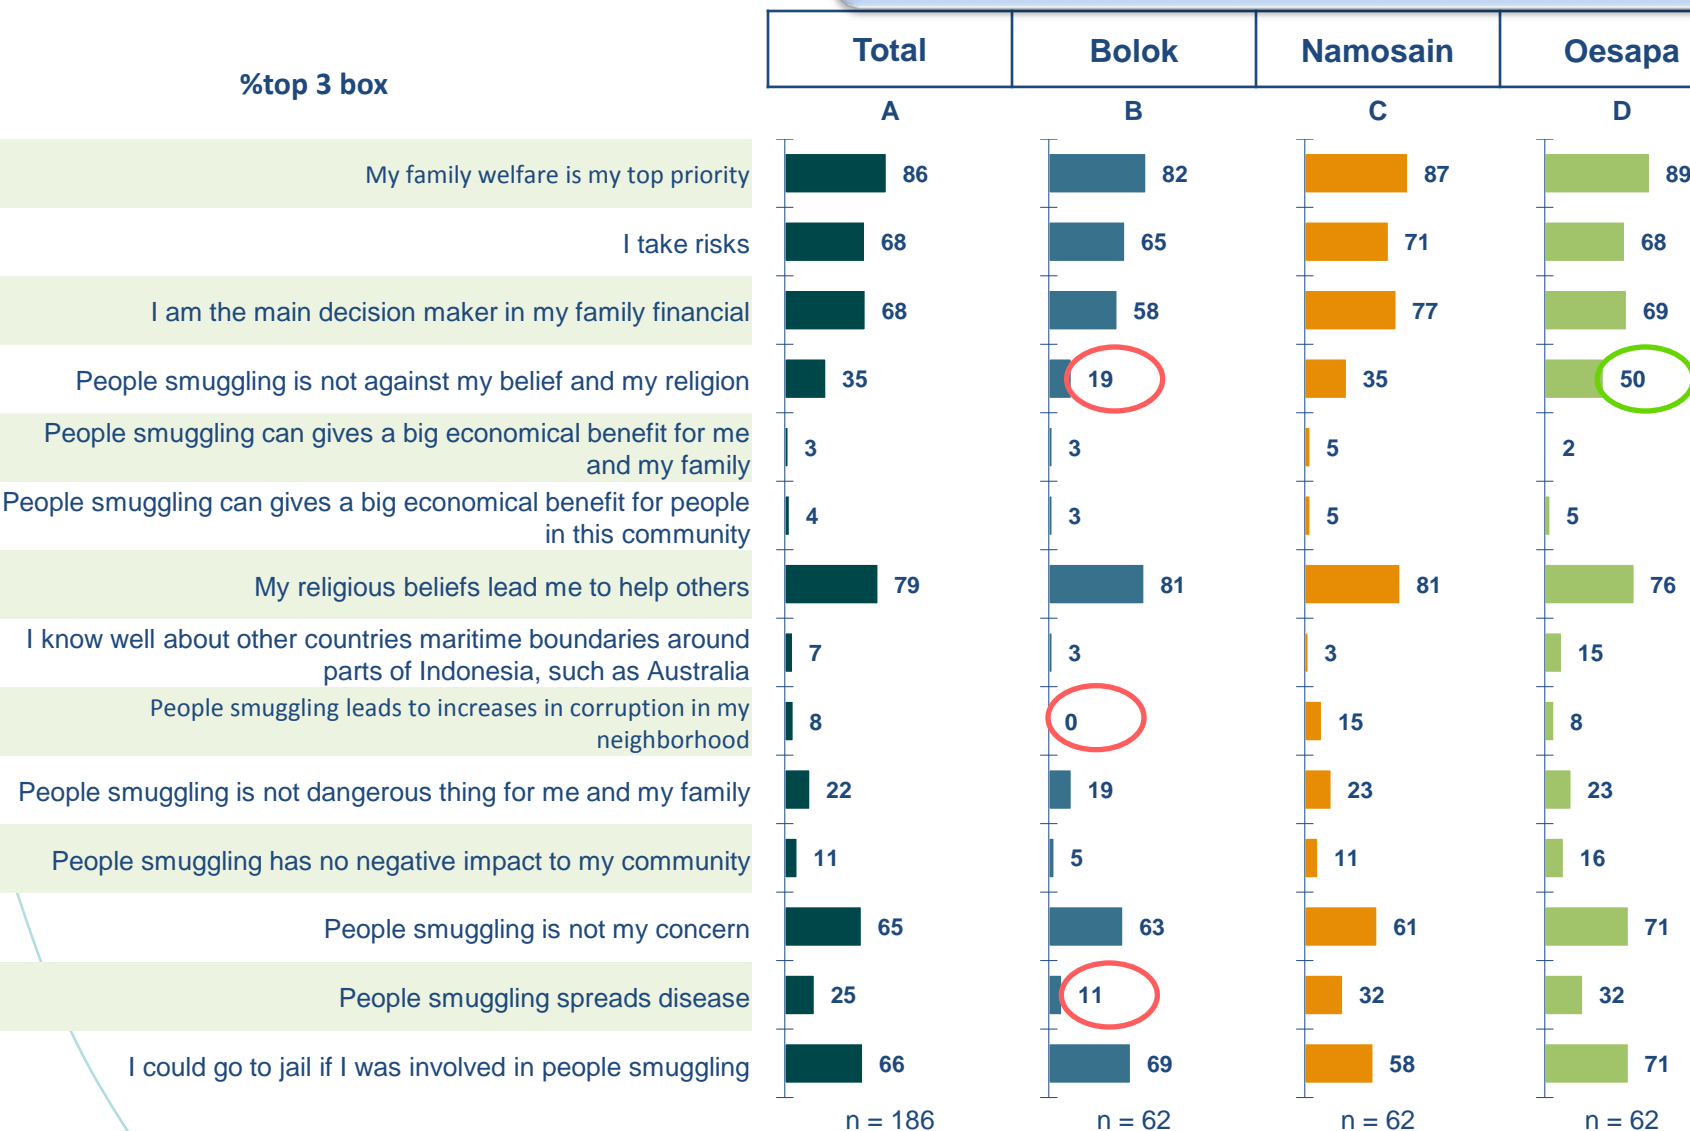 Total Bolok Namosain Oesapa
%top 3 box
A B C D
My family welfare is my top priority 86 82 87 89
I take risks 68 65 71 68
I am the main decision maker in my family financial 68 58 77 69
People smuggling is not against my belief and my religion 35 19 35 50
People smuggling can gives a big economical benefit for me
and my family 3 3 5 2
People smuggling can gives a big economical benefit for people
in this community 4 3 5 5
My religious beliefs lead me to help others 79 81 81 76
I know well about other countries maritime boundaries around
parts of Indonesia, such as Australia 7 3 3 15
People smuggling leads to increases in corruption in my
neighborhood 8 0 15 8
People smuggling is not dangerous thing for me and my family 22 19 23 23
People smuggling has no negative impact to my community 11 5 11 16
People smuggling is not my concern 65 63 61 71
People smuggling spreads disease 25 11 32 32
I could go to jail if I was involved in people smuggling 66 69 58 71
n = 186 n = 62 n = 62 n = 62